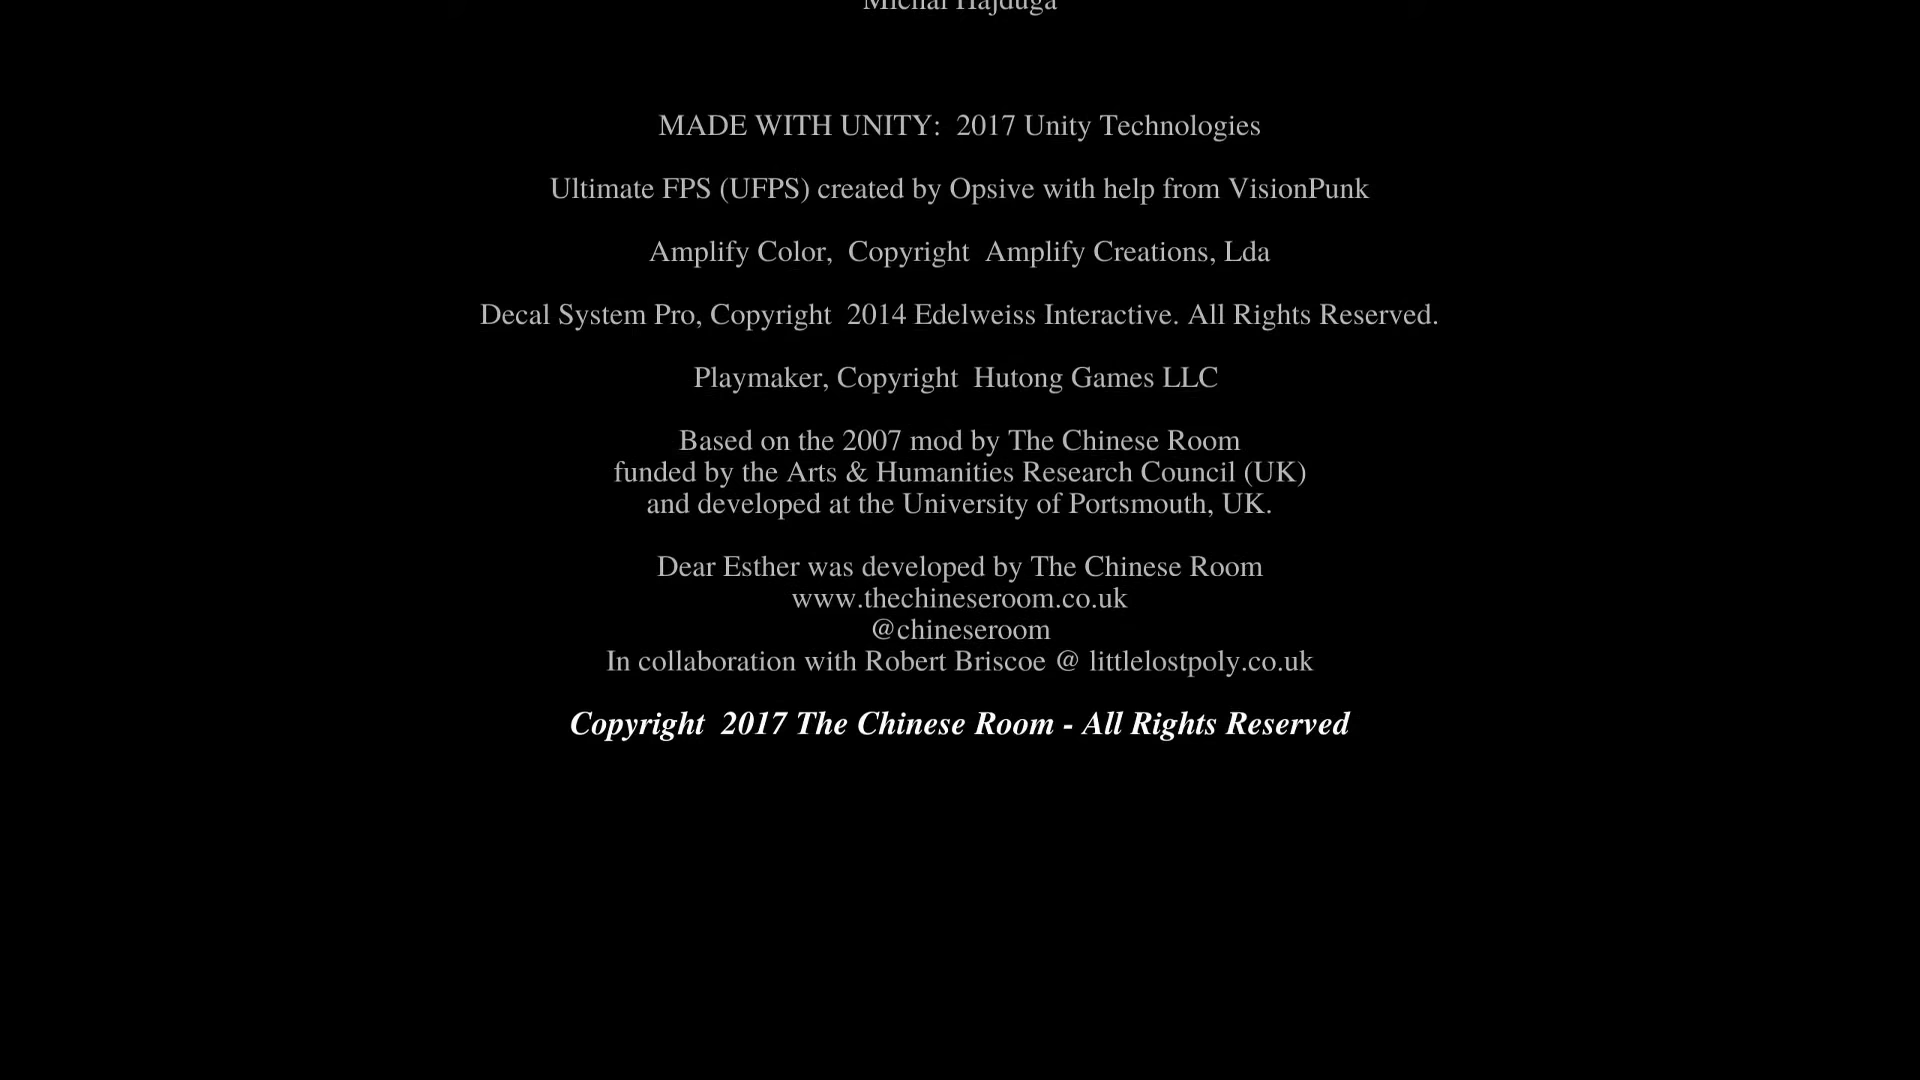 Michal Hajduga
MADE WITH UNITY:  2017 Unity Technologies
Ultimate FPS (UFPS) created by Opsive with help from VisionPunk
Amplify Color,  Copyright  Amplify Creations, Lda
Decal System Pro, Copyright  2014 Edelweiss Interactive. All Rights Reserved.
Playmaker, Copyright  Hutong Games LLC
Based on the 2007 mod by The Chinese Room
funded by the Arts & Humanities Research Council (UK)
and developed at the University of Portsmouth, UK.
Dear Esther was developed by The Chinese Room
www.thechineseroom.co.uk
@chineseroom
In collaboration with Robert Briscoe @ littlelostpoly.co.uk
Copyright  2017 The Chinese Room - All Rights Reserved